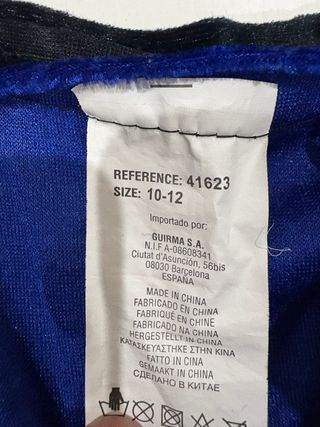 REFERENCE: 41623
SIZE: 10-12
Importado por:
GUIRMA S.A.
N.I.F A-08608341
Ciutat d'Asunción, 56bis
08030 Barcelona
ESPAÑA
MADE IN CHINA
FABRICADO EN CHINA
FABRIQUÉ EN CHINE
FABRICADO NA CHINA
HERGESTELLT IN CHINA
ΚΑΤΑΣΚΕΥΑΣΤΗΚΕ ΣΤΗΝ ΚΙΝΑ
FATTO IN CINA
GEMAAKT IN CHINA
СДЕЛАНО В КИТАЕ